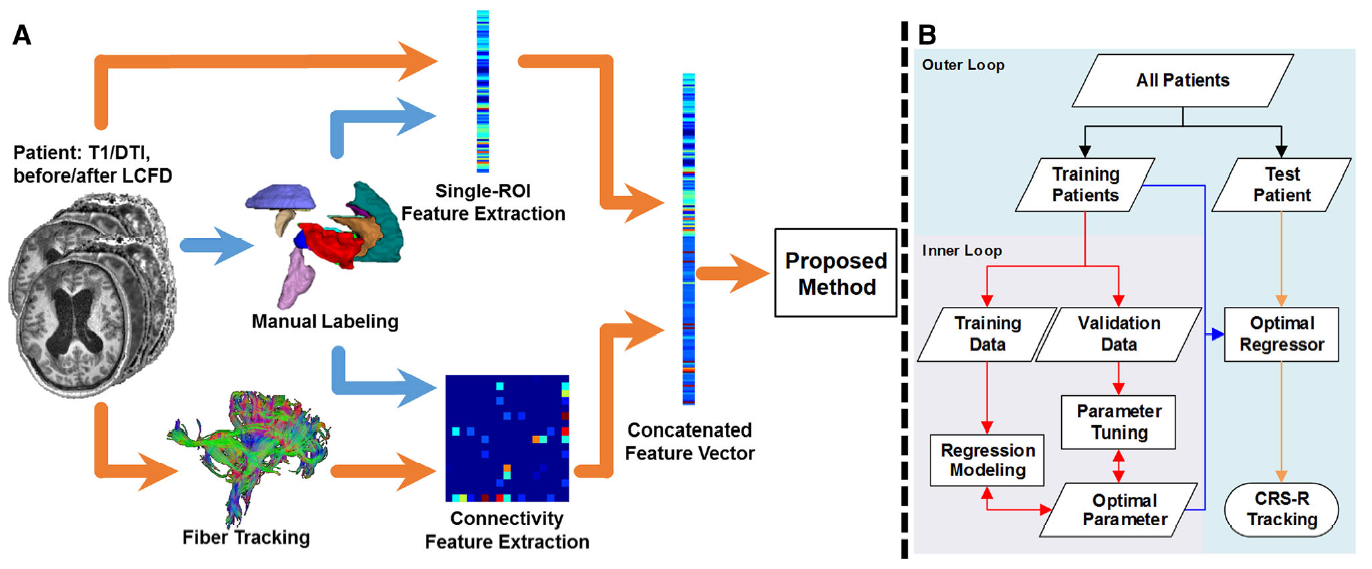 A
Patient: T1/DTI,
before/after LCFD
Manual Labeling
Fiber Tracking
Single-ROI
Feature Extraction
Connectivity
Feature Extraction
Concatenated
Feature Vector
Proposed
Method
B
Outer Loop
All Patients
Training
Patients
Test
Patient
Inner Loop
Training
Data
Validation
Data
Optimal
Regressor
Parameter
Tuning
Regression
Modeling
Optimal
Parameter
CRS-R
Tracking